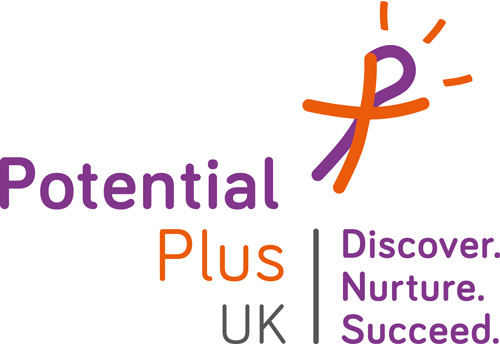 Potential
Plus
UK
Discover.
Nurture.
Succeed.